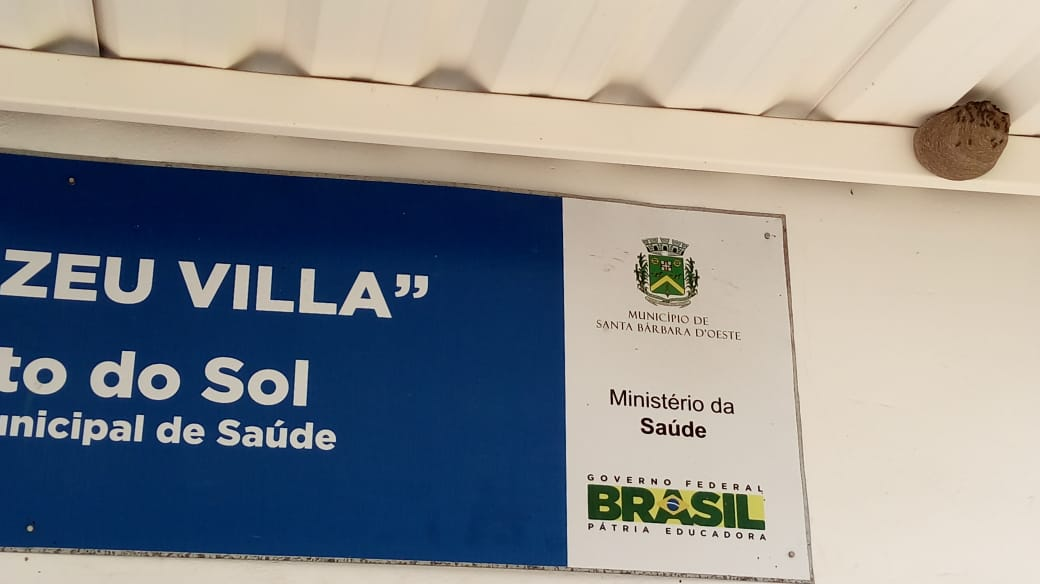 ZEU VILLA”
to do Sol
unicipal de Saúde
MUNICÍPIO DE
SANTA BÁRBARA D'OESTE
Ministério da
Saúde
GOVERNO FEDERAL
BRASIL
PÁTRIA EDUCADORA